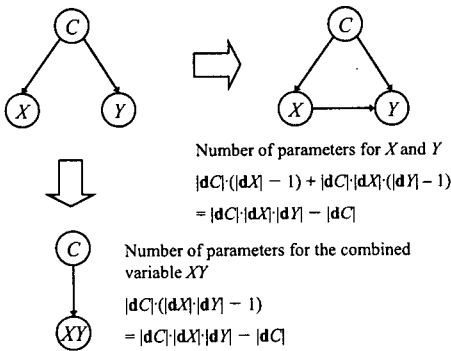 C
C
X
Y
X
Y
Number of parameters for X and Y
|dC|·(|dX| − 1) + |dC|·|dX|·(|dY| − 1)
= |dC|·|dX|·|dY| − |dC|
C
Number of parameters for the combined
variable XY
|dC|·(|dX|·|dY| − 1)
= |dC|·|dX|·|dY| − |dC|
XY